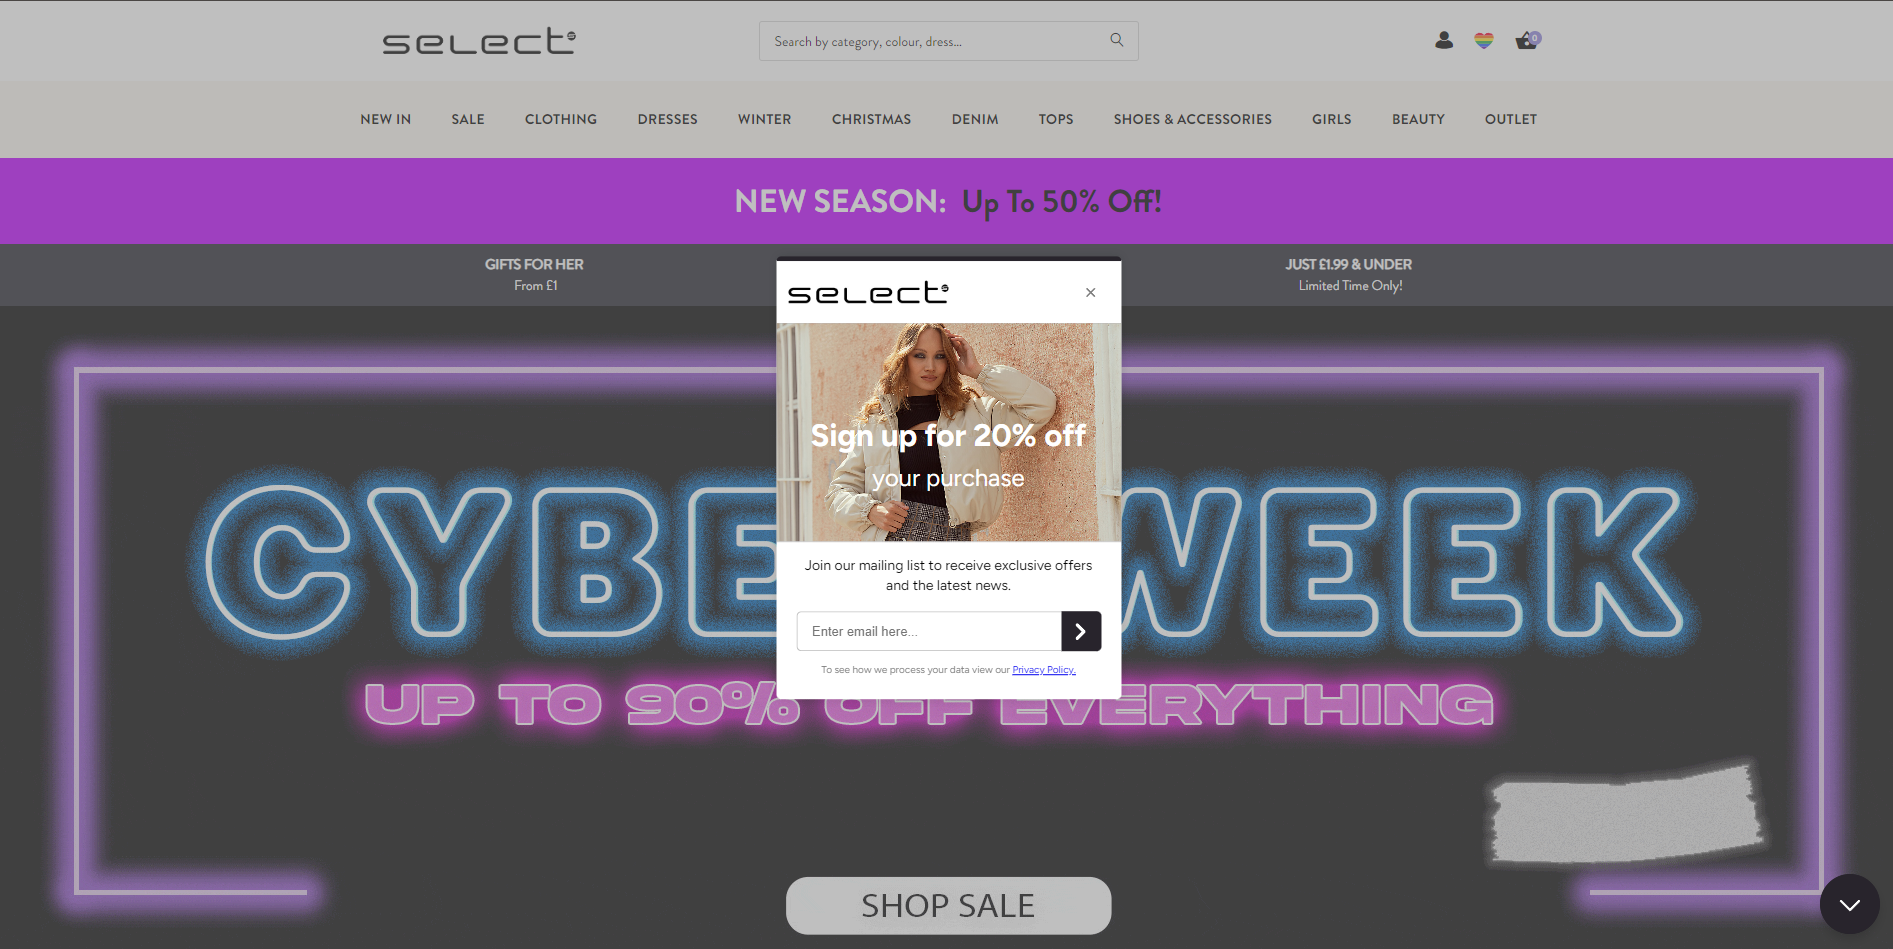 select
Search by category, colour, dress...
0
NEW IN SALE CLOTHING DRESSES WINTER CHRISTMAS DENIM TOPS SHOES & ACCESSORIES GIRLS BEAUTY OUTLET
NEW SEASON: Up To 50% Off!
GIFTS FOR HER
From £1
JUST £1.99 & UNDER
Limited Time Only!
select
×
Sign up for 20% off
your purchase
Join our mailing list to receive exclusive offers
and the latest news.
Enter email here...
To see how we process your data view our Privacy Policy.
CYBE WEEK
UP TO 90% OFF EVERYTHING
SHOP SALE